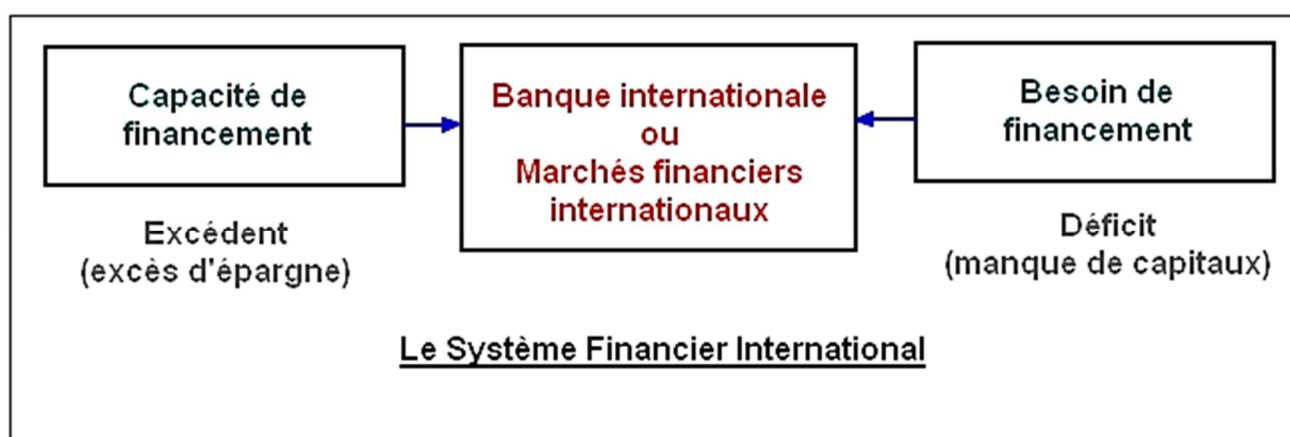 Capacité de
financement
Excédent
(excès d'épargne)
Banque internationale
ou
Marchés financiers
internationaux
Besoin de
financement
Déficit
(manque de capitaux)
Le Système Financier International